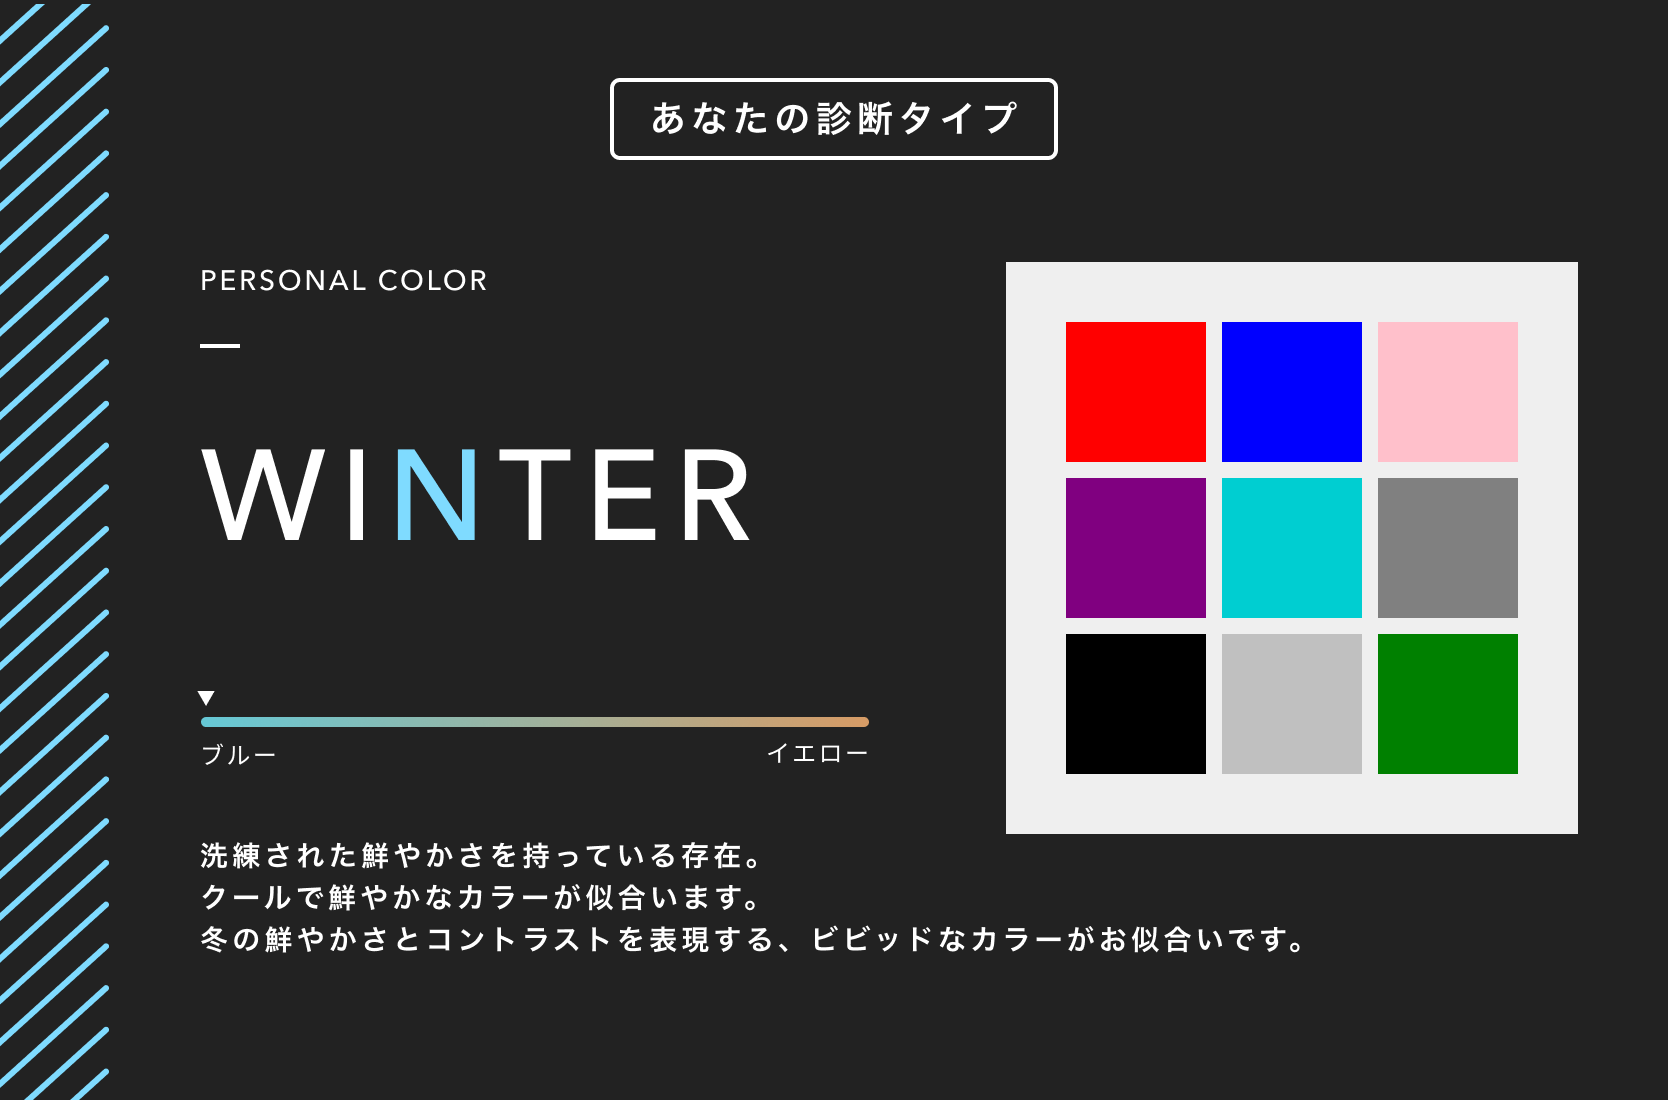 あなたの診断タイプ
PERSONAL COLOR
WINTER
ブルー
イエロー
洗練された鮮やかさを持っている存在。
クールで鮮やかなカラーが似合います。
冬の鮮やかさとコントラストを表現する、ビビッドなカラーがお似合いです。